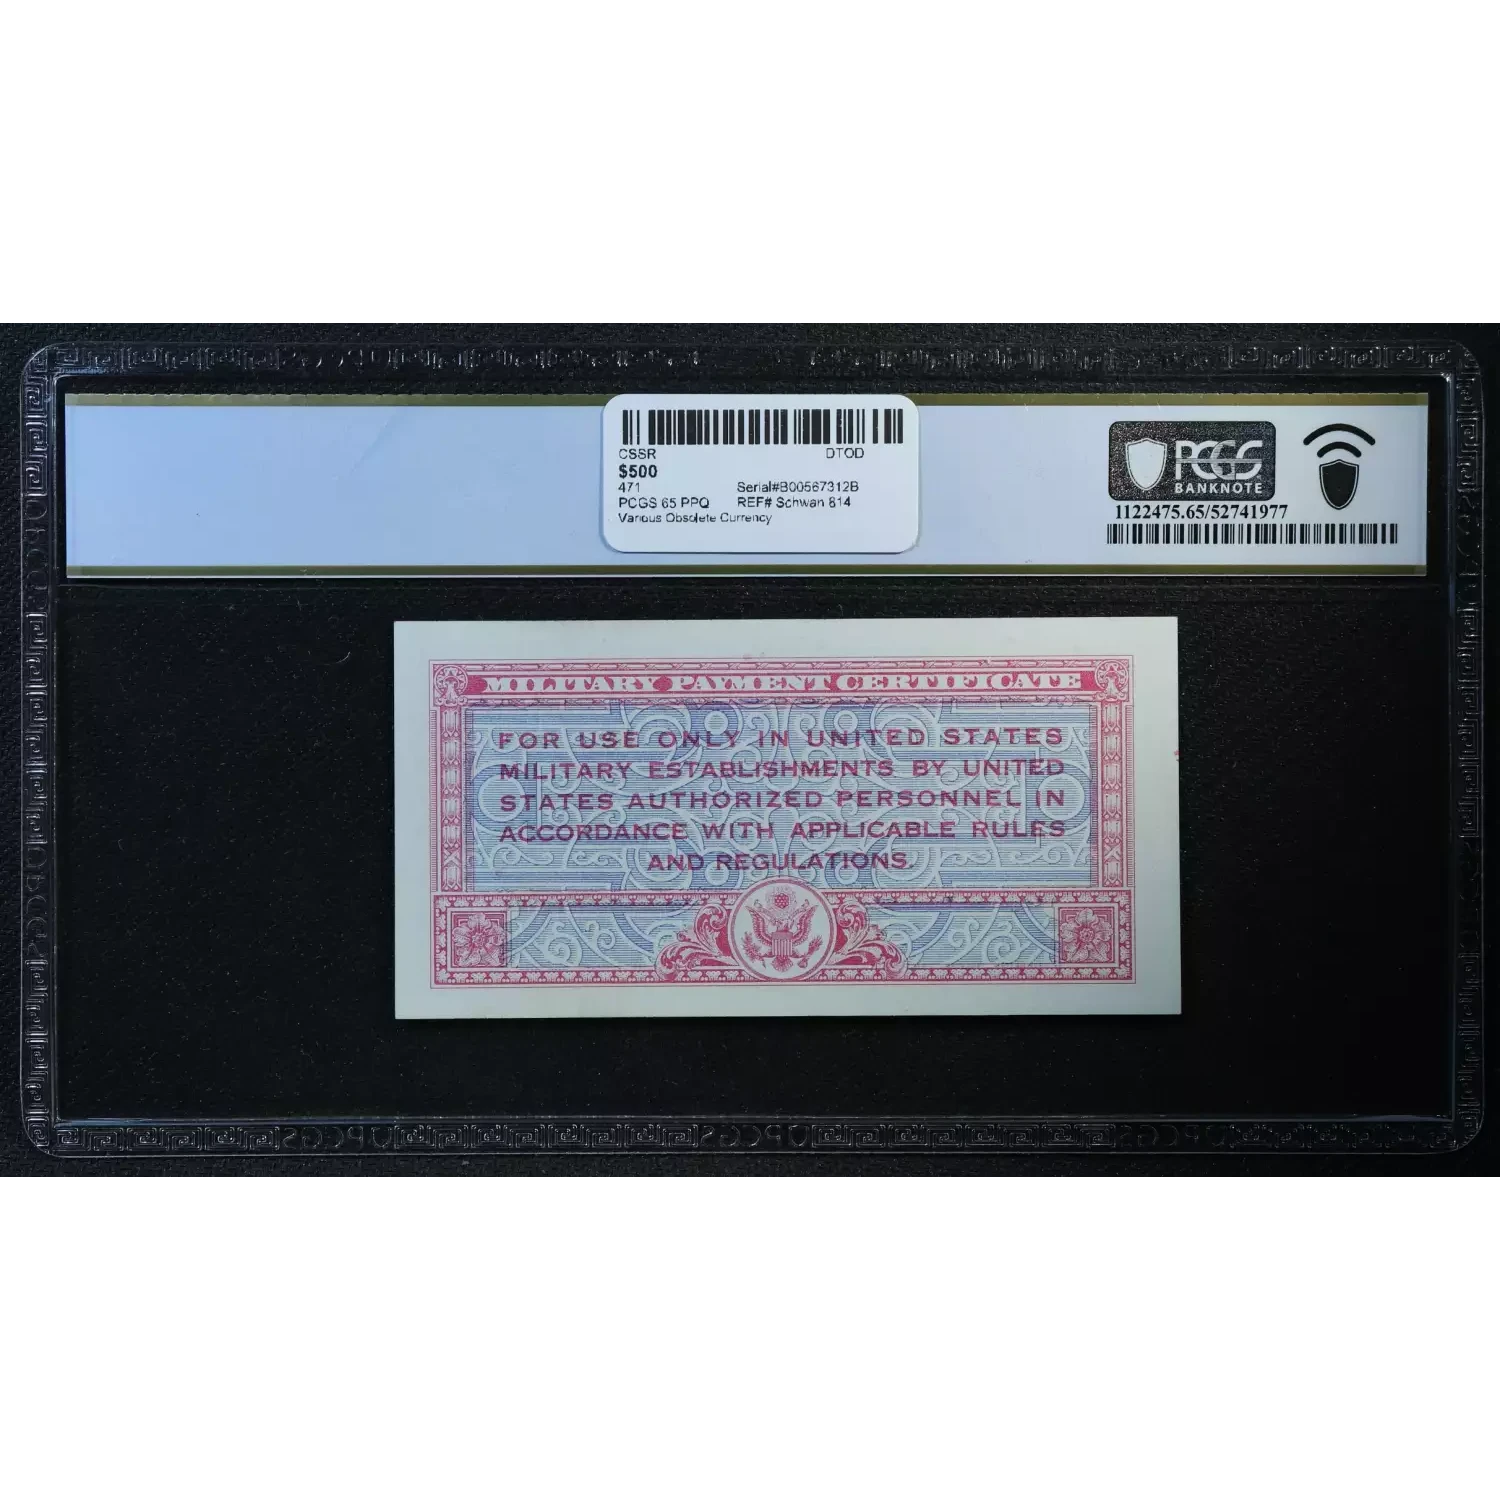 CSSR DTOD
$500
471 Serial#B00567312B
PCGS 65 PPQ REF# Schwan 814
Various Obsolete Currency
PCGS
BANKNOTE
1122475.65/52741977
MILITARY PAYMENT CERTIFICATE
FOR USE ONLY IN UNITED STATES
MILITARY ESTABLISHMENTS BY UNITED
STATES AUTHORIZED PERSONNEL IN
ACCORDANCE WITH APPLICABLE RULES
AND REGULATIONS.